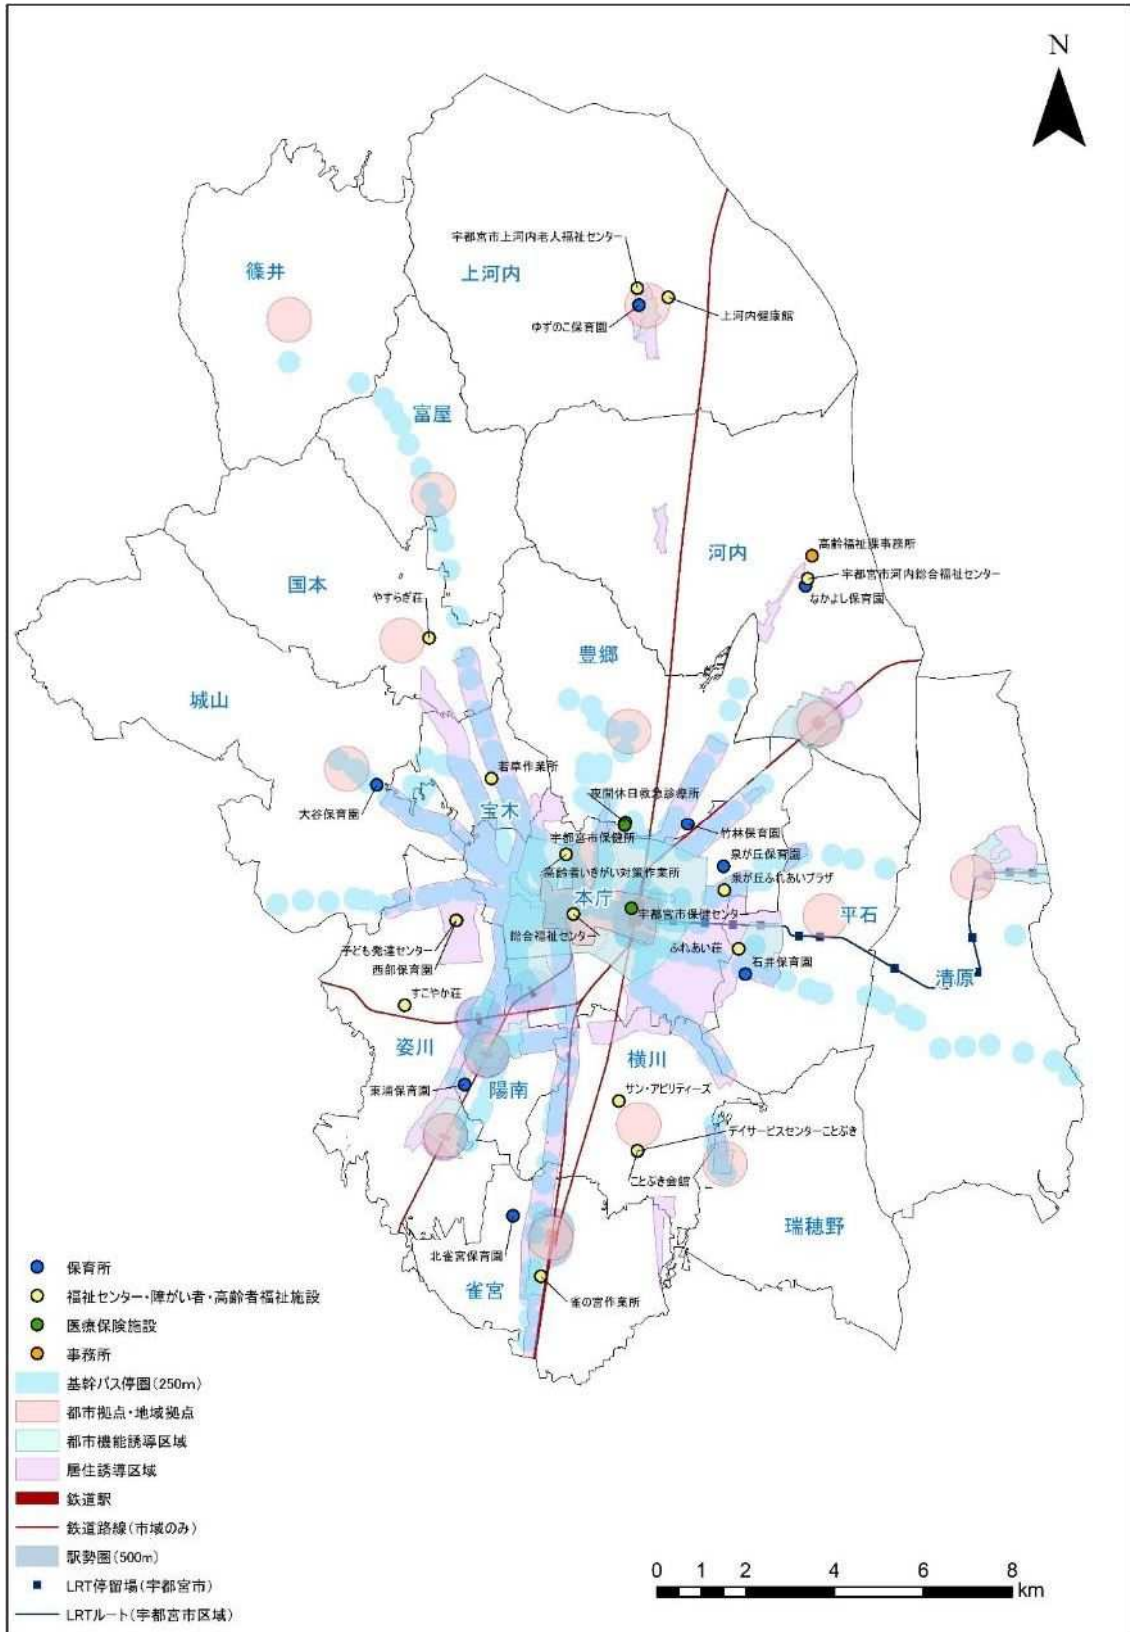 N
宇都宮市上河内老人福祉センター
篠井
上河内
上河内健康館
ゆずのこ保育園
富屋
河内
高齢福祉課事務所
宇都宮市河内総合福祉センター
なかよし保育園
国本
やすらぎ荘
豊郷
城山
若草作業所
夜間休日救急診療所
大谷保育園
宝木
宇都宮市保健所
竹林保育園
泉が丘保育園
高齢者いきがい対策作業所
泉が丘ふれあいプラザ
本庁
宇都宮市保健センター
平石
総合福祉センター
ふれあい荘
子ども発達センター
西部保育園
石井保育園
清原
すこやか荘
姿川
横川
陽南
東浦保育園
サン・アビリティーズ
デイサービスセンターことぶき
ことぶき会館
瑞穂野
北雀宮保育園
雀宮
雀の宮作業所
保育所
福祉センター・障がい者・高齢者福祉施設
医療保険施設
事務所
基幹バス停圏(250m)
都市拠点・地域拠点
都市機能誘導区域
居住誘導区域
鉄道駅
鉄道路線(市域のみ)
駅勢圏(500m)
LRT停留場(宇都宮市)
LRTルート(宇都宮市区域)
0 1 2 4 6 8
km